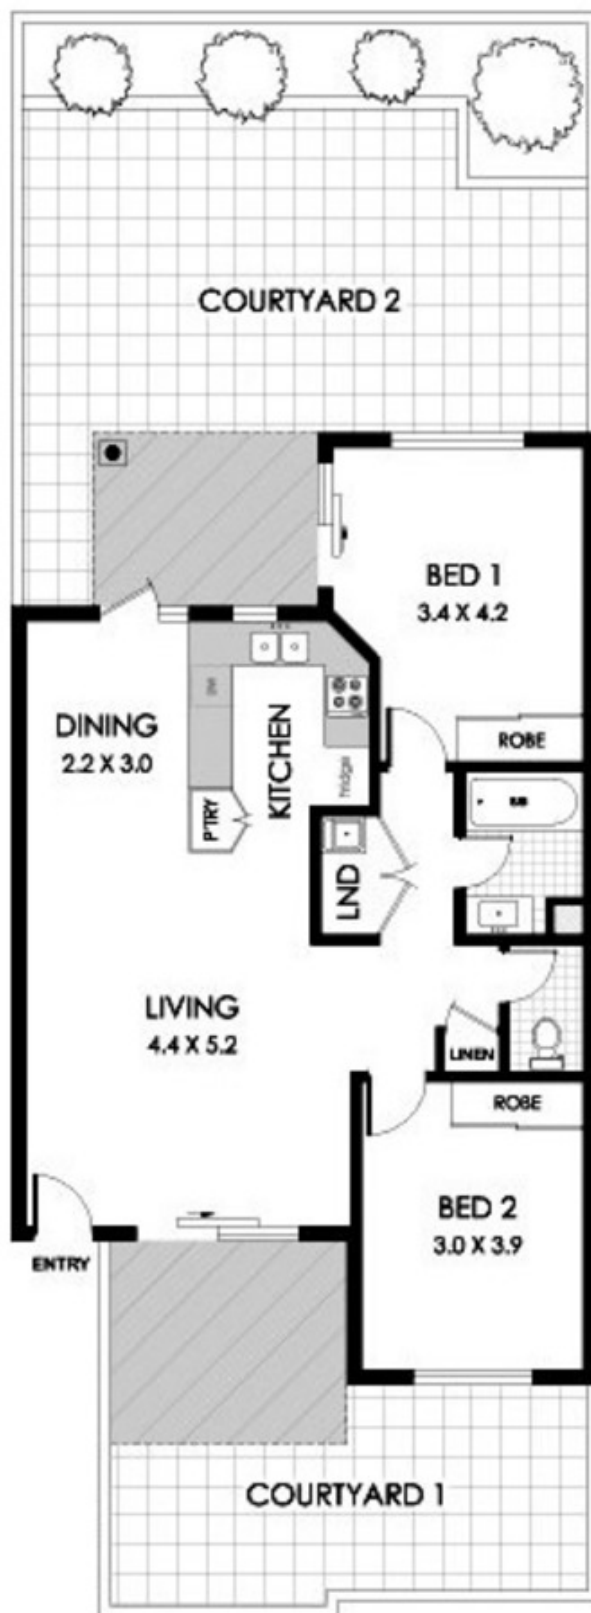 COURTYARD 2
BED 1
3.4 X 4.2
DINING
2.2 X 3.0
KITCHEN
ROBE
fridge
PTRY
LND
LIVING
4.4 X 5.2
LINEN
ROBE
BED 2
3.0 X 3.9
ENTRY
COURTYARD 1